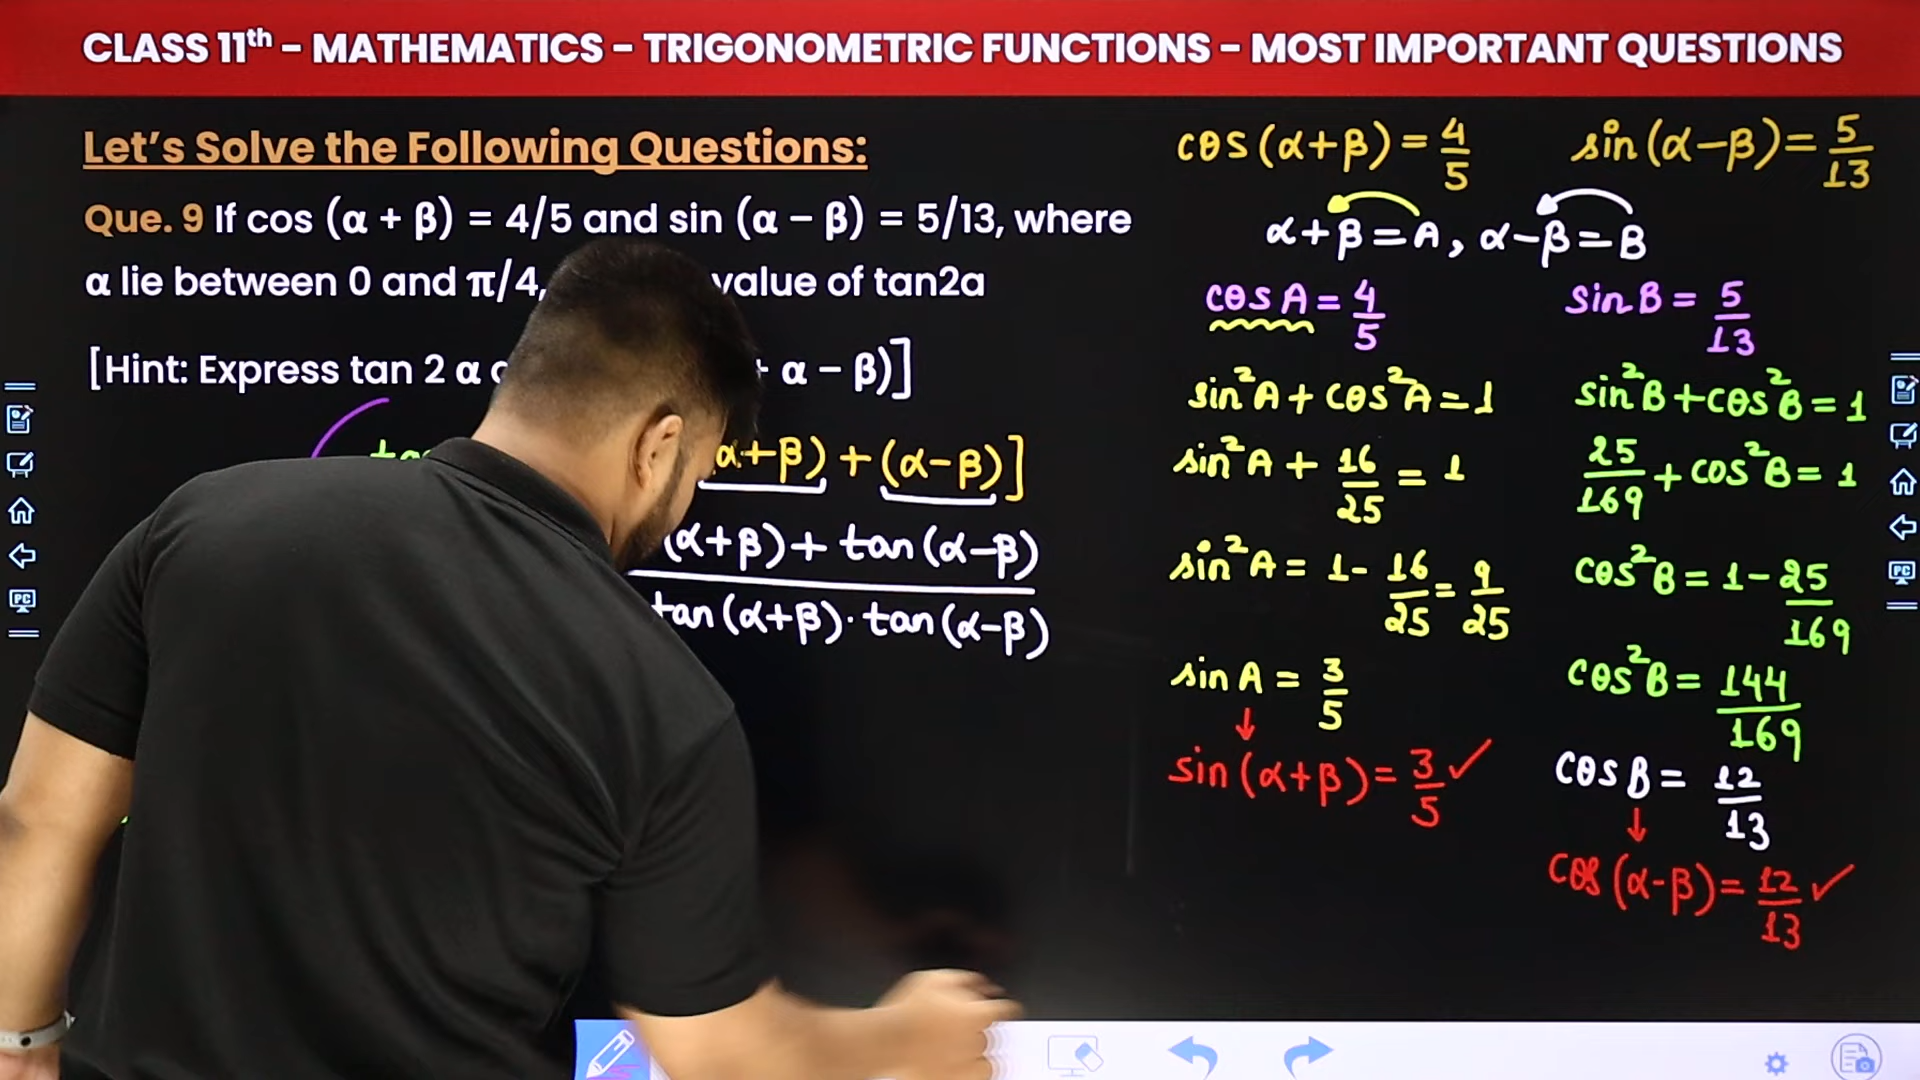 CLASS 11th – MATHEMATICS – TRIGONOMETRIC FUNCTIONS – MOST IMPORTANT QUESTIONS
Let's Solve the Following Questions:
Que. 9 If cos (α + β) = 4/5 and sin (α – β) = 5/13, where
α lie between 0 and π/4, value of tan2a
[Hint: Express tan 2 α α – β)]
α+β) + (α-β)]
(α+β) + tan (α-β)
tan (α+β) · tan (α-β)
cos (α+β) = 4/5
sin (α-β) = 5/13
α+β = A, α-β = B
cos A = 4/5
sin²A + cos²A = 1
sin²A + 16/25 = 1
sin²A = 1 - 16/25 = 9/25
sin A = 3/5
↓
sin (α+β) = 3/5 ✓
sin B = 5/13
sin²B + cos²B = 1
25/169 + cos²B = 1
cos²B = 1 - 25/169
cos²B = 144/169
cos B = 12/13
↓
cos (α-β) = 12/13 ✓
PC
PC